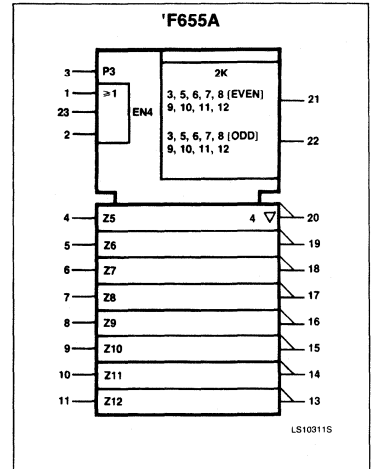 'F655A
3 P3 2K
1 ≥1 3, 5, 6, 7, 8 [EVEN] 21
23 EN4 9, 10, 11, 12
2 3, 5, 6, 7, 8 [ODD] 22
9, 10, 11, 12
4 Z5 4 ▽ 20
5 Z6 19
6 Z7 18
7 Z8 17
8 Z9 16
9 Z10 15
10 Z11 14
11 Z12 13
LS10311S